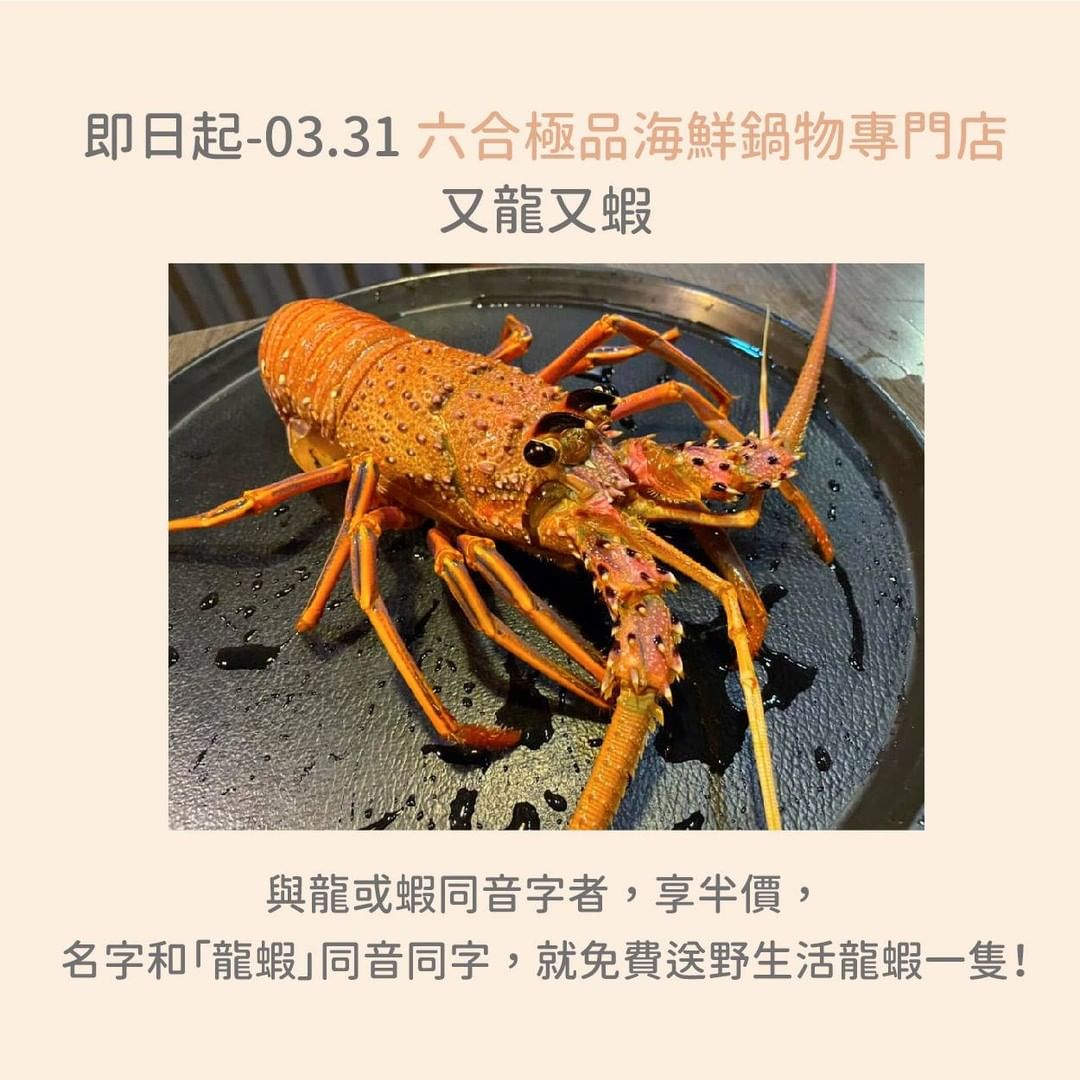 即日起-03.31 六合極品海鮮鍋物專門店
又龍又蝦
與龍或蝦同音字者，享半價，
名字和「龍蝦」同音同字，就免費送野生活龍蝦一隻！